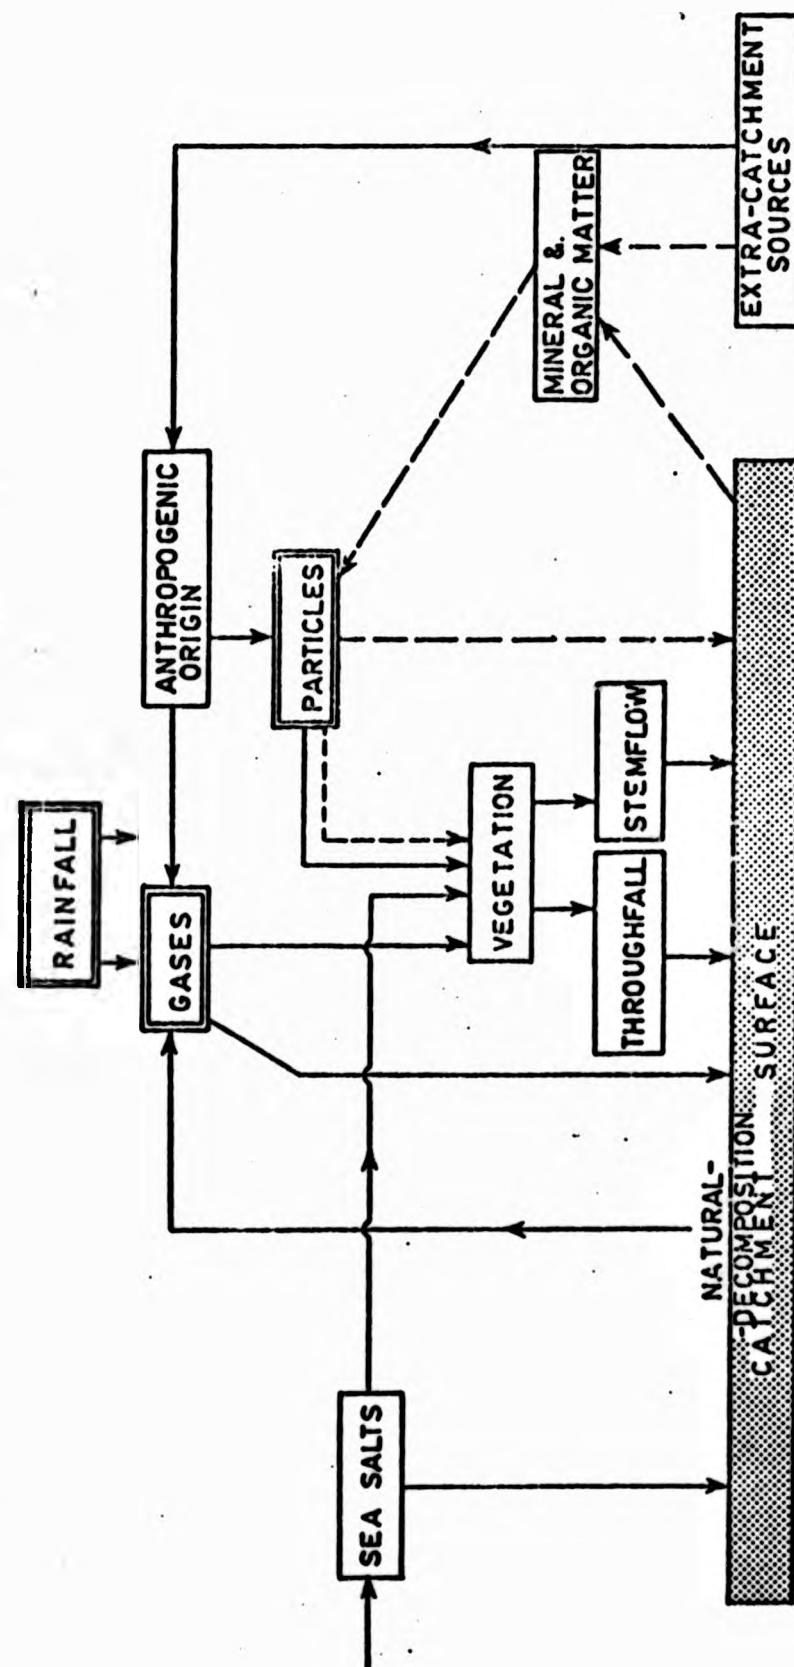 RAINFALL
GASES
ANTHROPOGENIC
ORIGIN
SEA SALTS
PARTICLES
VEGETATION
MINERAL &.
ORGANIC MATTER
THROUGHFALL
STEMFLOW
NATURAL-
-DECOMPOSITION
CATCHMENT SURFACE
EXTRA-CATCHMENT
SOURCES